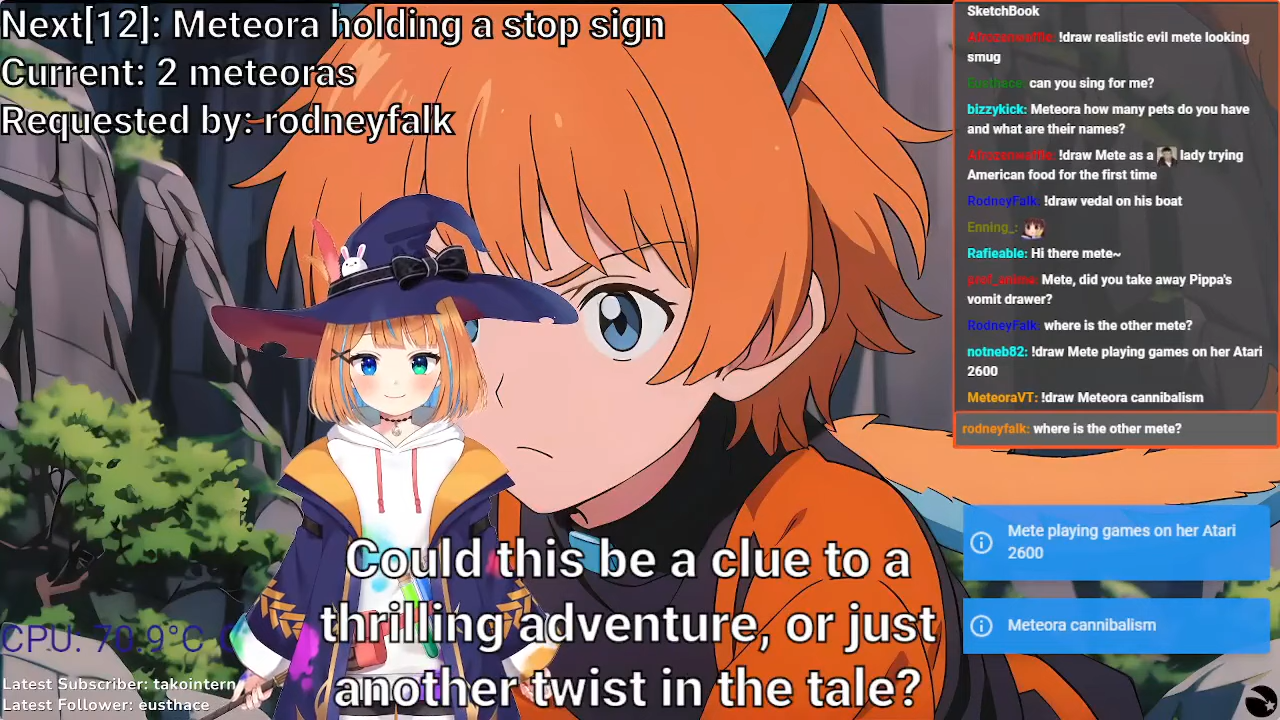 Next[12]: Meteora holding a stop sign
Current: 2 meteoras
Requested by: rodneyfalk
SketchBook
Afrozenwaffle: !draw realistic evil mete looking
smug
Eusthace: can you sing for me?
bizzykick: Meteora how many pets do you have
and what are their names?
Afrozenwaffle: !draw Mete as a lady trying
American food for the first time
RodneyFalk: !draw vedal on his boat
Enning_:
Rafieable: Hi there mete~
Mete, did you take away Pippa's
vomit drawer?
RodneyFalk: where is the other mete?
notneb82: !draw Mete playing games on her Atari
2600
MeteoraVT: !draw Meteora cannibalism
rodneyfalk: where is the other mete?
Mete playing games on her Atari
2600
Meteora cannibalism
Could this be a clue to a
thrilling adventure, or just
another twist in the tale?
CPU: 70.9°C
Latest Subscriber: takointern
Latest Follower: eusthace